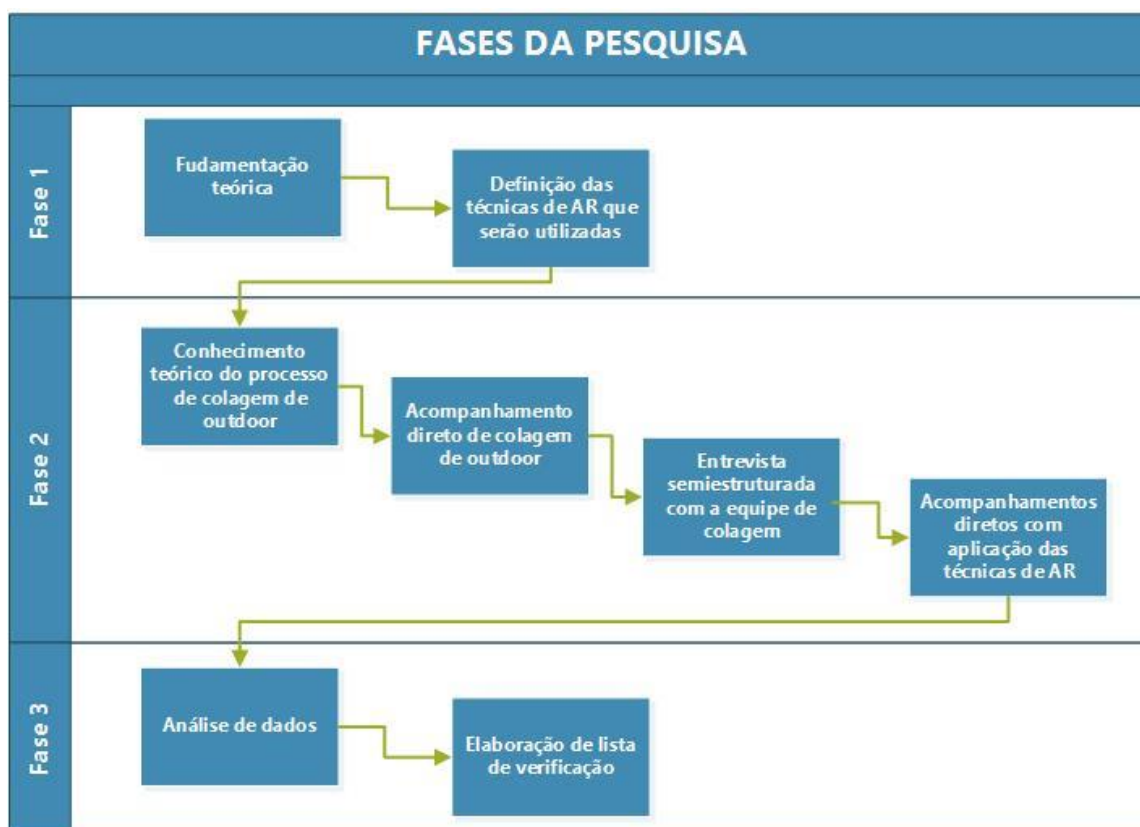 FASES DA PESQUISA
Fase 1
Fudamentação
teórica
Definição das
técnicas de AR que
serão utilizadas
Fase 2
Conhecimento
teórico do processo
de colagem de
outdoor
Acompanhamento
direto de colagem
de outdoor
Entrevista
semiestruturada
com a equipe de
colagem
Acompanhamentos
diretos com
aplicação das
técnicas de AR
Fase 3
Análise de dados
Elaboração de lista
de verificação